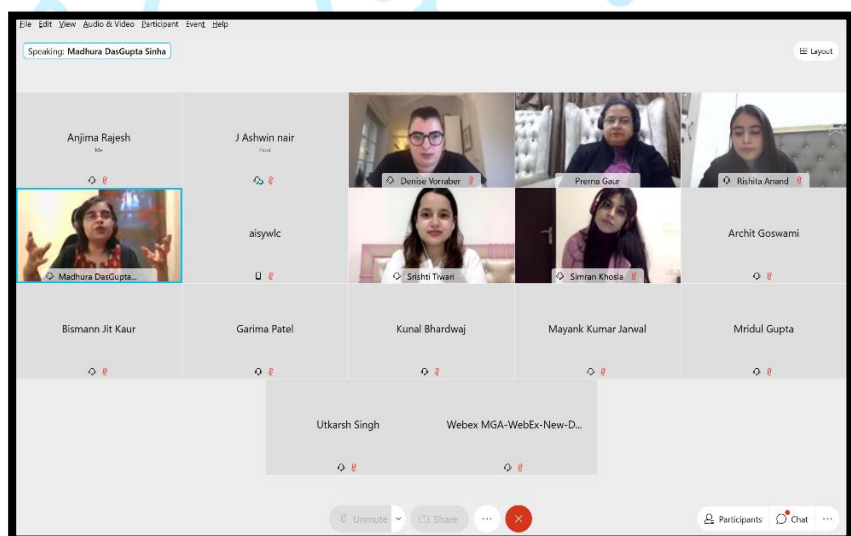 File Edit View Audio & Video Participant Event Help
Speaking: Madhura DasGupta Sinha
Layout
Anjima Rajesh
Me
J Ashwin nair
Host
Denise Vorraber
Prerna Gaur
Rishita Anand
Madhura DasGupta...
aisywlc
Srishti Tiwari
Simran Khosla
Archit Goswami
Bismann Jit Kaur
Garima Patel
Kunal Bhardwaj
Mayank Kumar Jarwal
Mridul Gupta
Utkarsh Singh
Webex MGA-WebEx-New-D...
Unmute
Share
Participants
Chat